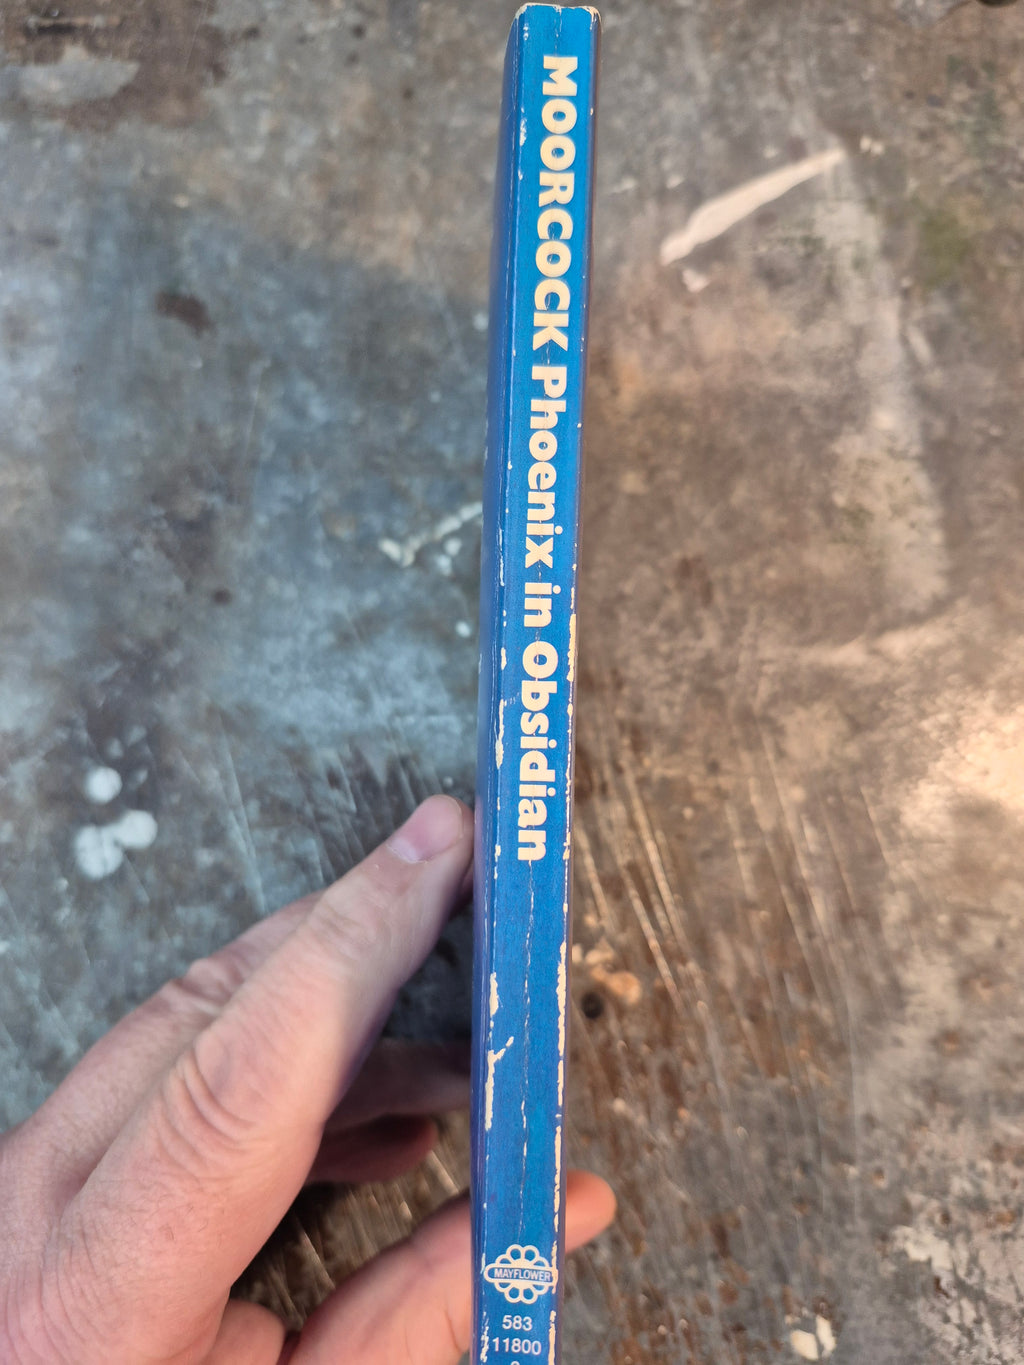 MOORCOCK Phoenix in Obsidian
MAYFLOWER
583
11800